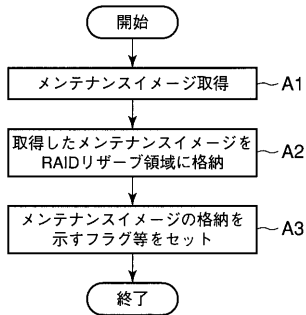 開始
メンテナンスイメージ取得
A1
取得したメンテナンスイメージを
RAIDリザーブ領域に格納
A2
メンテナンスイメージの格納を
示すフラグ等をセット
A3
終了